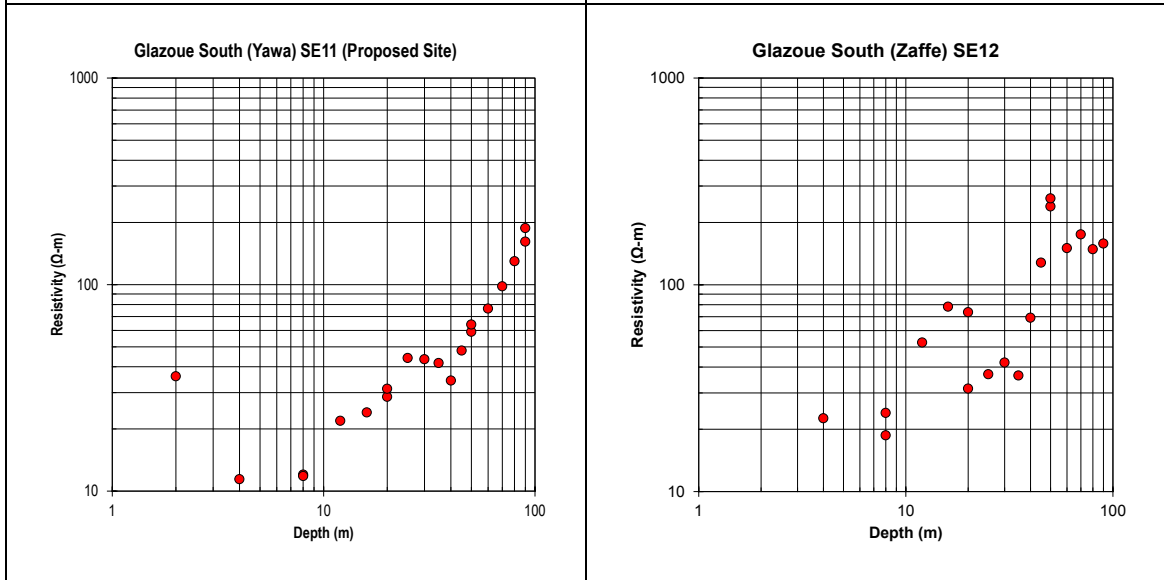 Glazoue South (Yawa) SE11 (Proposed Site)
1000
100
10
Resistivity (Ω-m)
1
10
100
Depth (m)
Glazoue South (Zaffe) SE12
1000
100
10
Resistivity (Ω-m)
1
10
100
Depth (m)